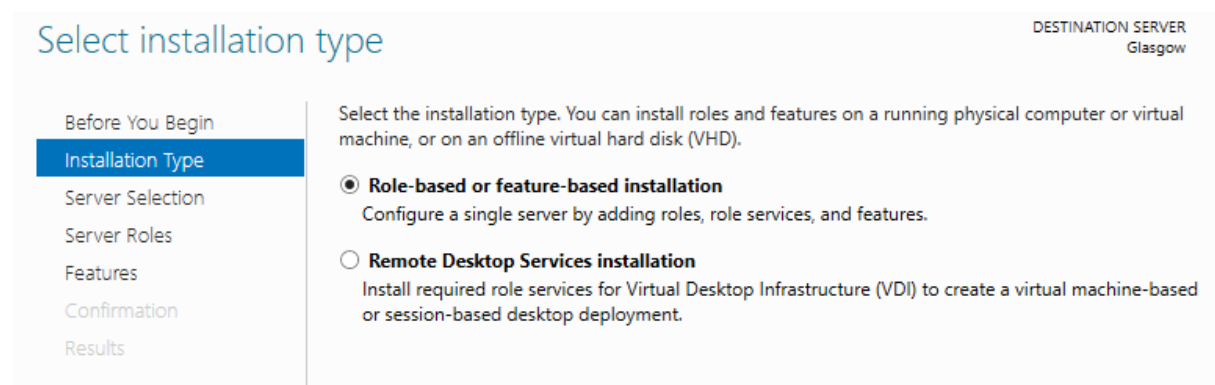 Select installation type
DESTINATION SERVER
Glasgow
Before You Begin
Installation Type
Server Selection
Server Roles
Features
Confirmation
Results
Select the installation type. You can install roles and features on a running physical computer or virtual
machine, or on an offline virtual hard disk (VHD).
Role-based or feature-based installation
Configure a single server by adding roles, role services, and features.
Remote Desktop Services installation
Install required role services for Virtual Desktop Infrastructure (VDI) to create a virtual machine-based
or session-based desktop deployment.